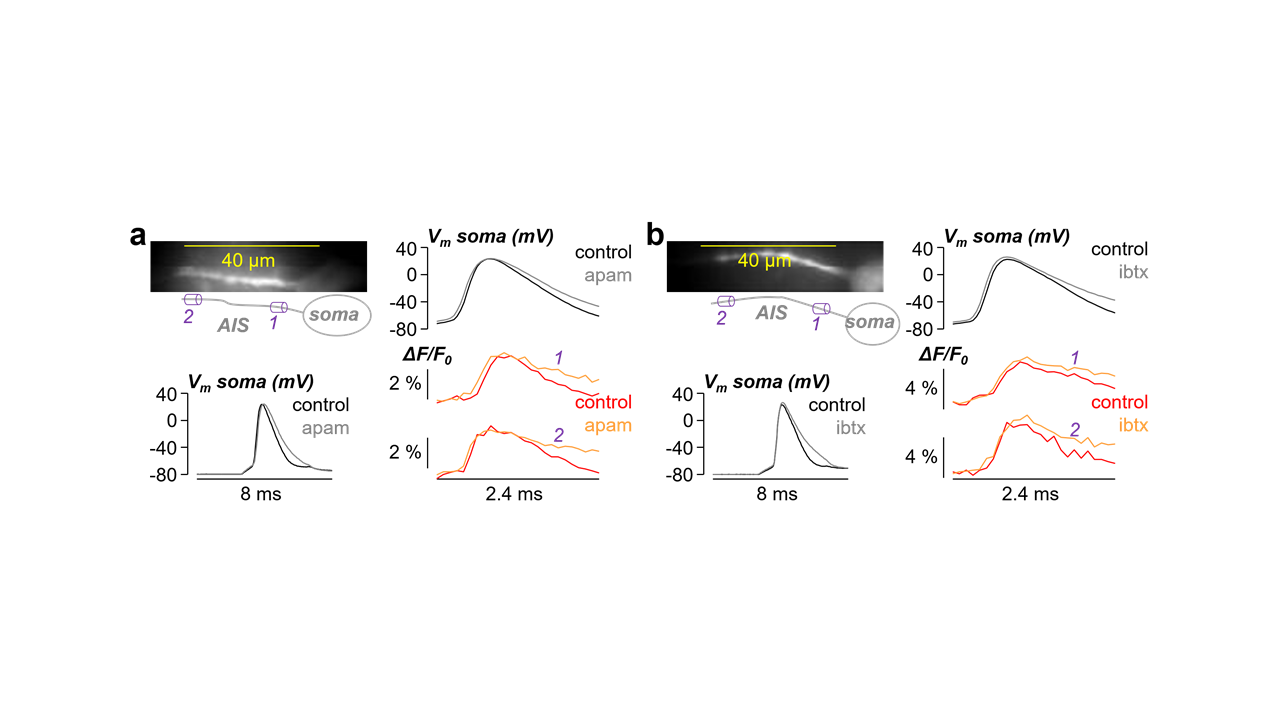 a
40 µm
2
AIS
1
soma
Vm soma (mV)
40
0
-40
-80
control
apam
8 ms
Vm soma (mV)
40
0
-40
-80
control
apam
ΔF/F0
2 %
1
control
apam
2 %
2
2.4 ms
b
40 µm
2
AIS
1
soma
Vm soma (mV)
40
0
-40
-80
control
ibtx
8 ms
Vm soma (mV)
40
0
-40
-80
control
ibtx
ΔF/F0
4 %
1
control
ibtx
4 %
2
2.4 ms